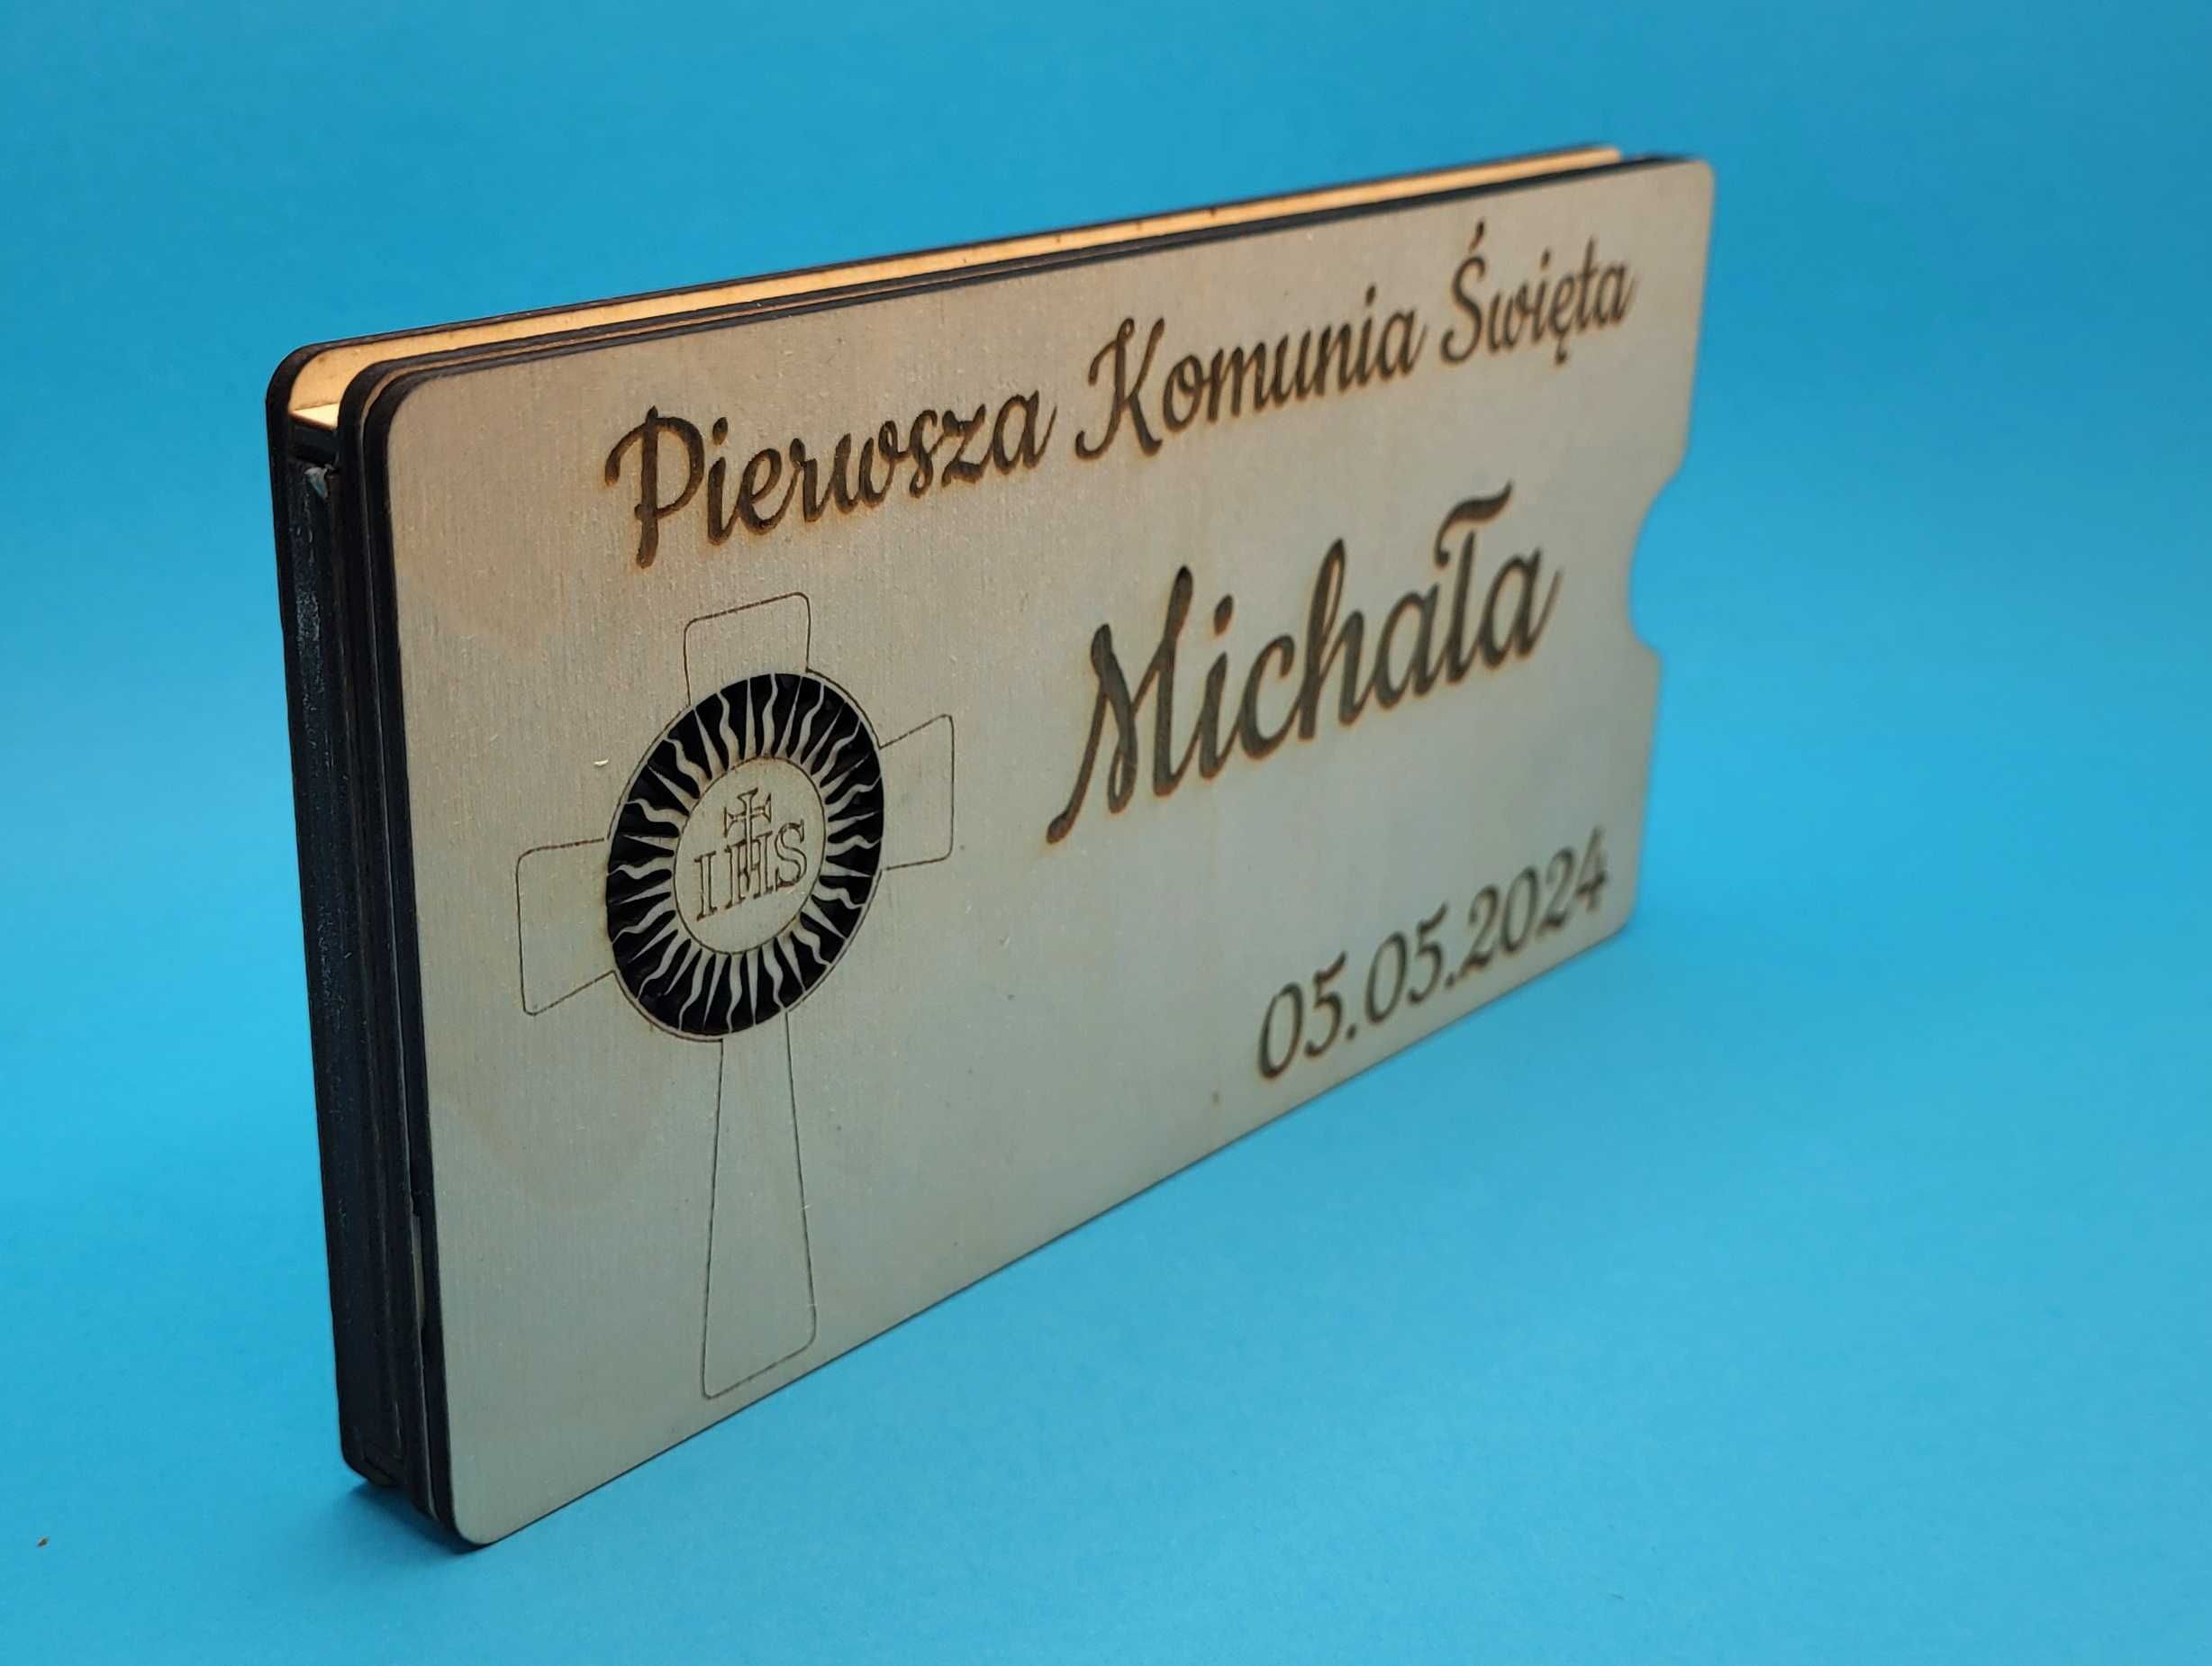 Pierwsza Komunia Święta
Michała
IHS
05.05.2024